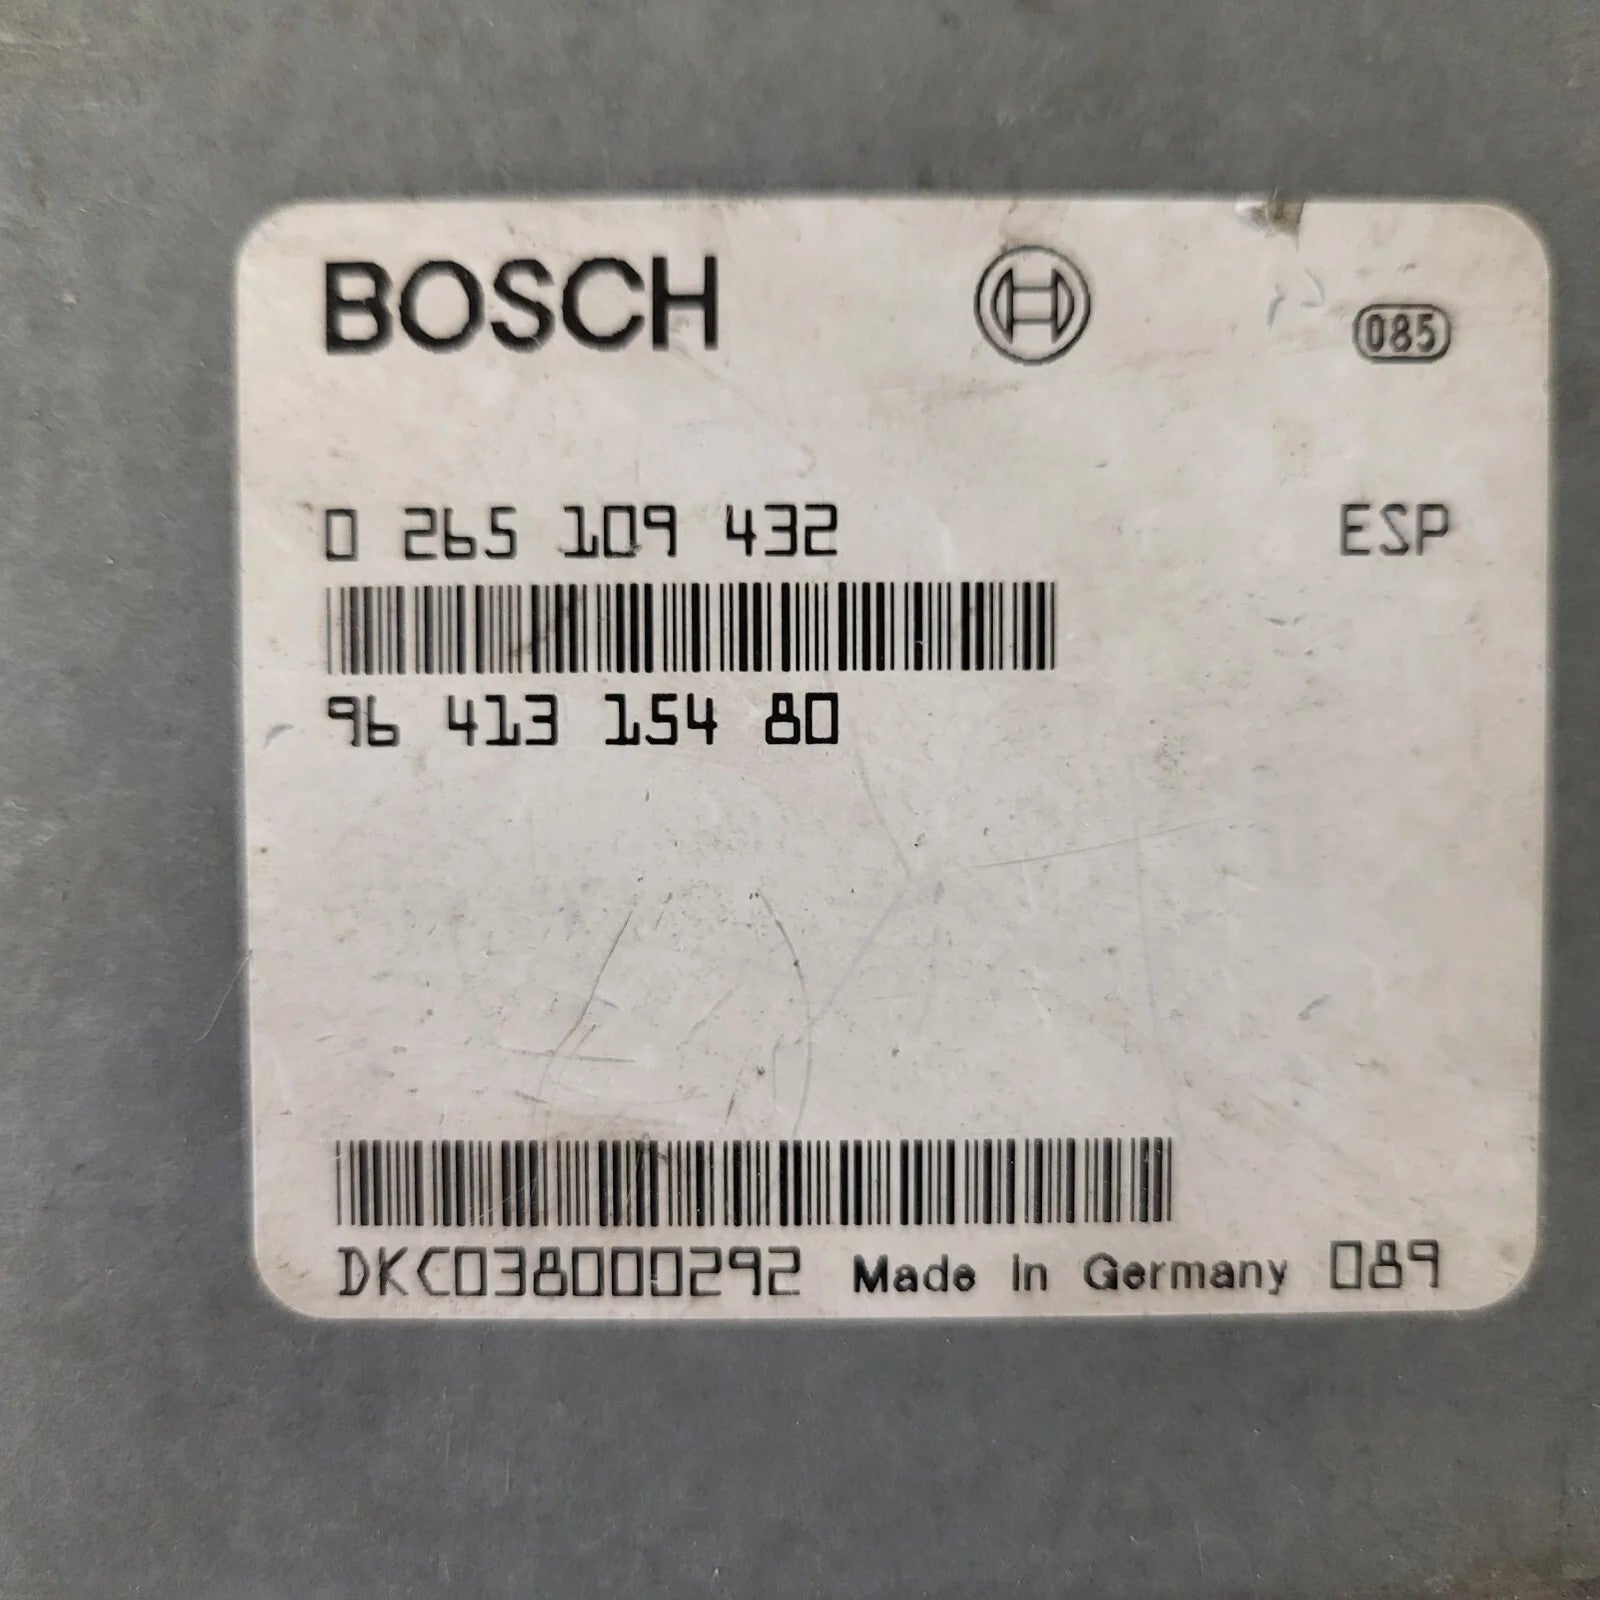 BOSCH 085
0 265 109 432 ESP
96 413 154 80
DKC038000292 Made in Germany 089